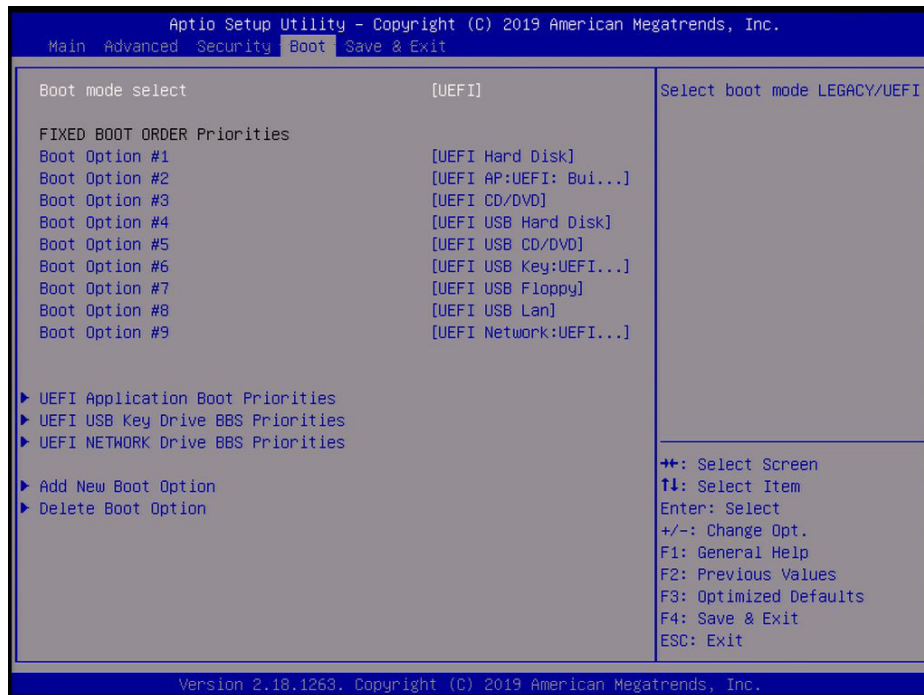 Aptio Setup Utility – Copyright (C) 2019 American Megatrends, Inc.
Main Advanced Security Boot Save & Exit
Boot mode select [UEFI]
Select boot mode LEGACY/UEFI
FIXED BOOT ORDER Priorities
Boot Option #1 [UEFI Hard Disk]
Boot Option #2 [UEFI AP:UEFI: Bui...]
Boot Option #3 [UEFI CD/DVD]
Boot Option #4 [UEFI USB Hard Disk]
Boot Option #5 [UEFI USB CD/DVD]
Boot Option #6 [UEFI USB Key:UEFI...]
Boot Option #7 [UEFI USB Floppy]
Boot Option #8 [UEFI USB Lan]
Boot Option #9 [UEFI Network:UEFI...]
UEFI Application Boot Priorities
UEFI USB Key Drive BBS Priorities
UEFI NETWORK Drive BBS Priorities
Add New Boot Option
Delete Boot Option
→←: Select Screen
↑↓: Select Item
Enter: Select
+/-: Change Opt.
F1: General Help
F2: Previous Values
F3: Optimized Defaults
F4: Save & Exit
ESC: Exit
Version 2.18.1263. Copyright (C) 2019 American Megatrends, Inc.